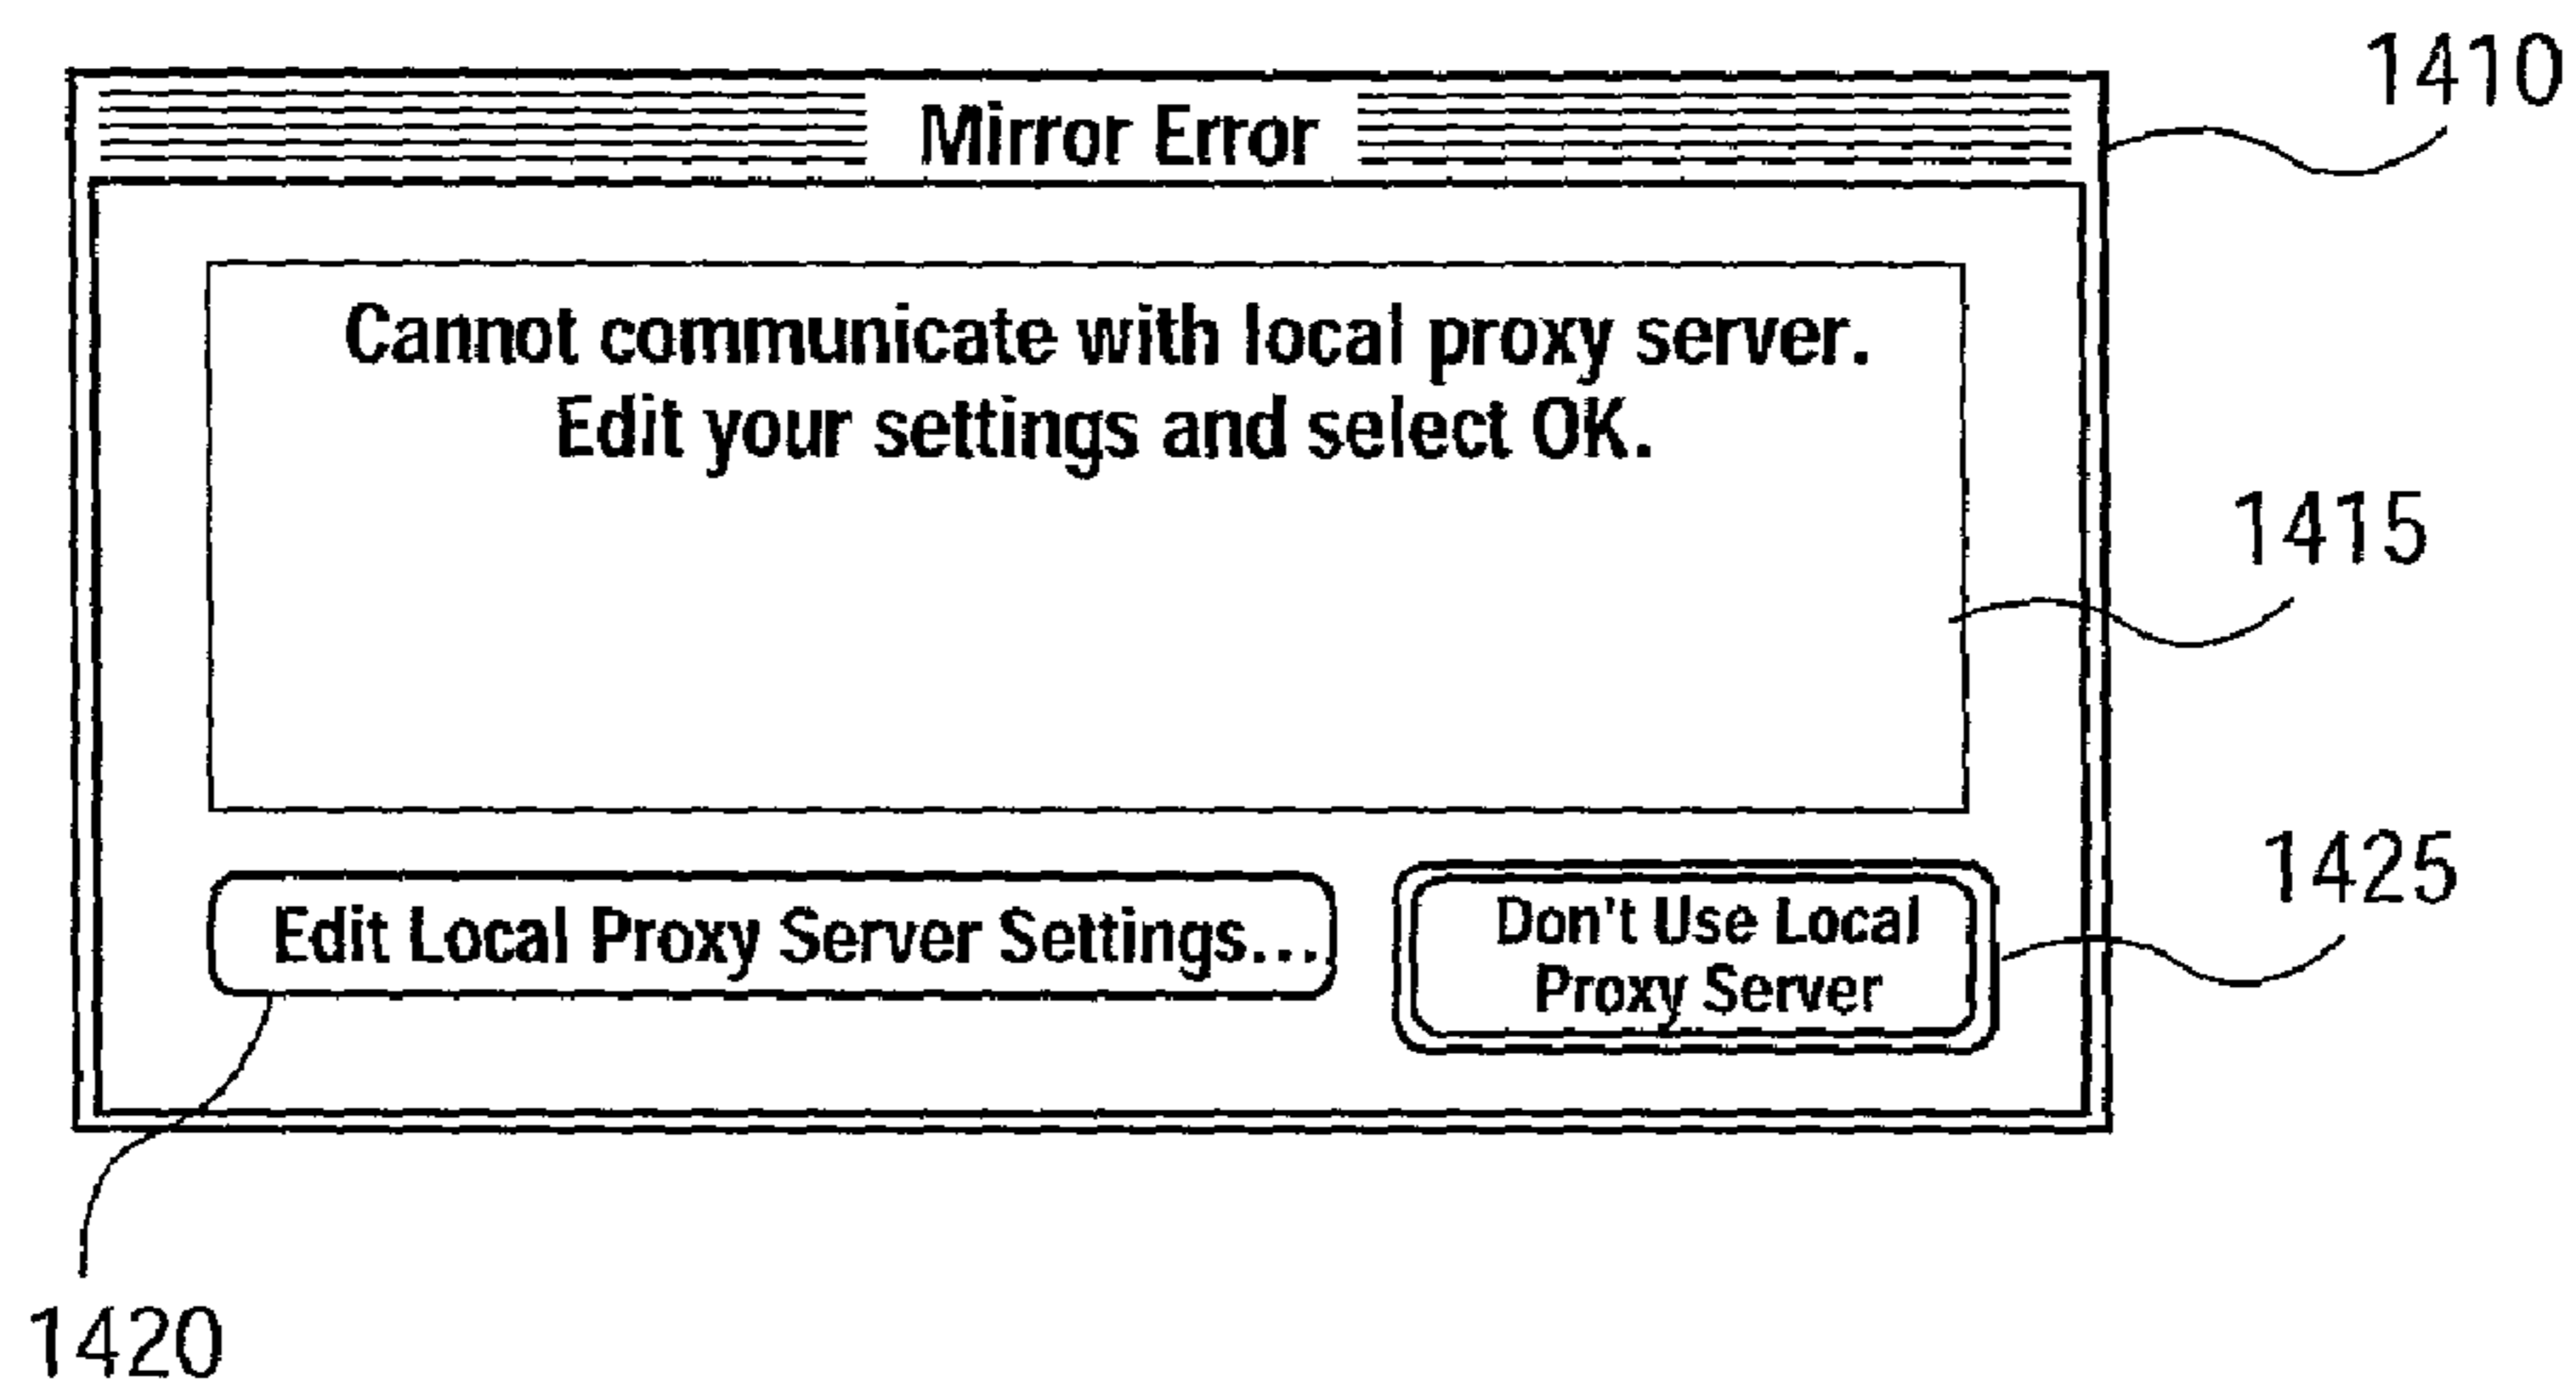 1410
Mirror Error
Cannot communicate with local proxy server.
Edit your settings and select OK.
1415
1425
Edit Local Proxy Server Settings...
Don't Use Local
Proxy Server
1420